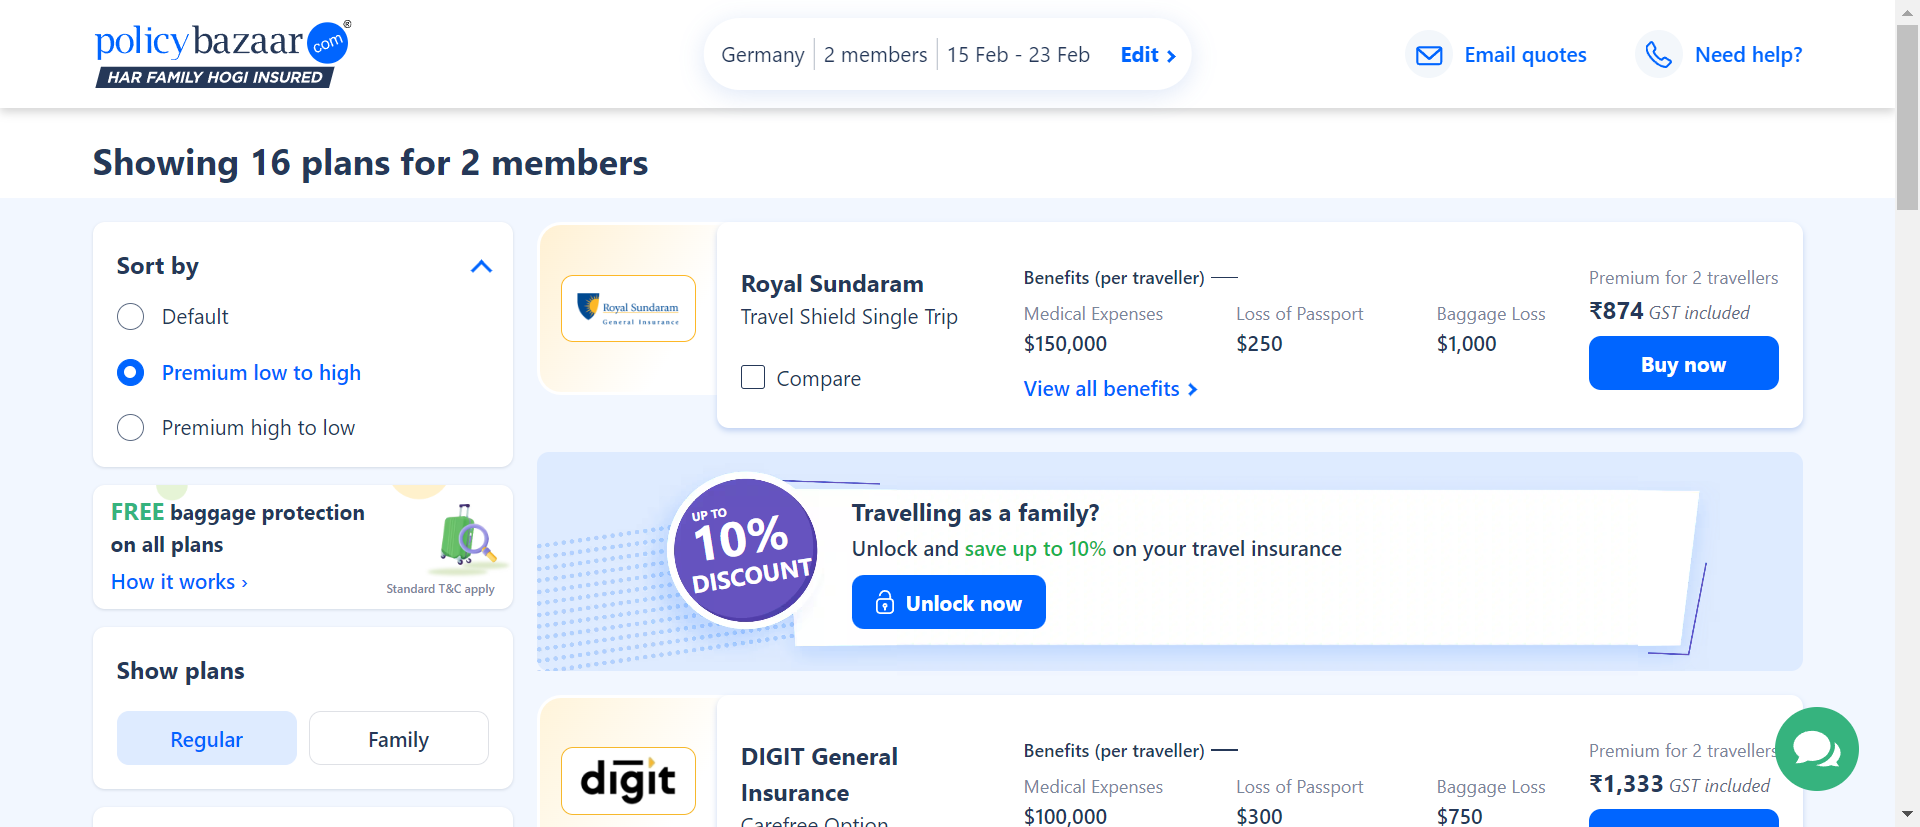 policybazaar.com®
HAR FAMILY HOGI INSURED
Germany 2 members 15 Feb - 23 Feb Edit
Email quotes
Need help?
Showing 16 plans for 2 members
Sort by
Default
Premium low to high
Premium high to low
FREE baggage protection
on all plans
How it works ›
Standard T&C apply
Show plans
Regular
Family
Royal Sundaram
General Insurance
Royal Sundaram
Travel Shield Single Trip
Compare
Benefits (per traveller)
Medical Expenses
$150,000
Loss of Passport
$250
Baggage Loss
$1,000
View all benefits
Premium for 2 travellers
₹874 GST included
Buy now
UP TO
10%
DISCOUNT
Travelling as a family?
Unlock and save up to 10% on your travel insurance
Unlock now
digit
DIGIT General
Insurance
Carefree Option
Benefits (per traveller)
Medical Expenses
$100,000
Loss of Passport
$300
Baggage Loss
$750
Premium for 2 travellers
₹1,333 GST included